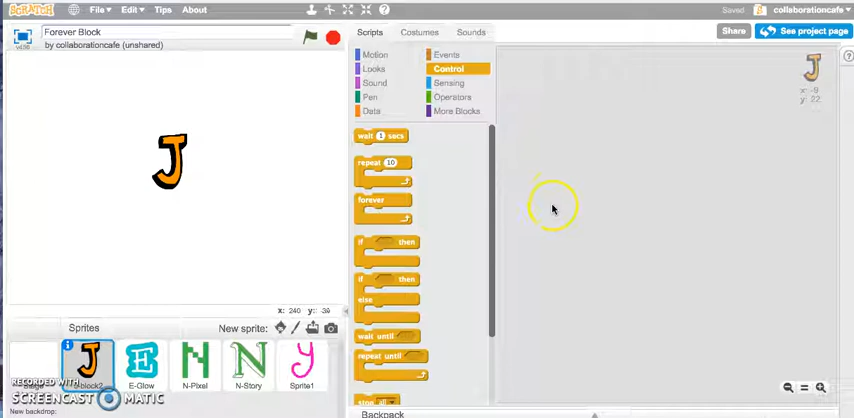 SCRATCH File Edit Tips About Saved collaborationcafe
Forever Block
by collaborationcafe (unshared)
Scripts Costumes Sounds Share See project page
Motion Events
Looks Control
Sound Sensing
Pen Operators
Data More Blocks
x: -9
y: 22
wait 1 secs
repeat 10
forever
if then
if then
else
wait until
repeat until
stop all
J
x: 240 y:
Sprites New sprite:
J E N N y
E-Glow N-Pixel N-Story Sprite1
RECORDED WITH
SCREENCAST MATIC
New backdrop:
Backpack